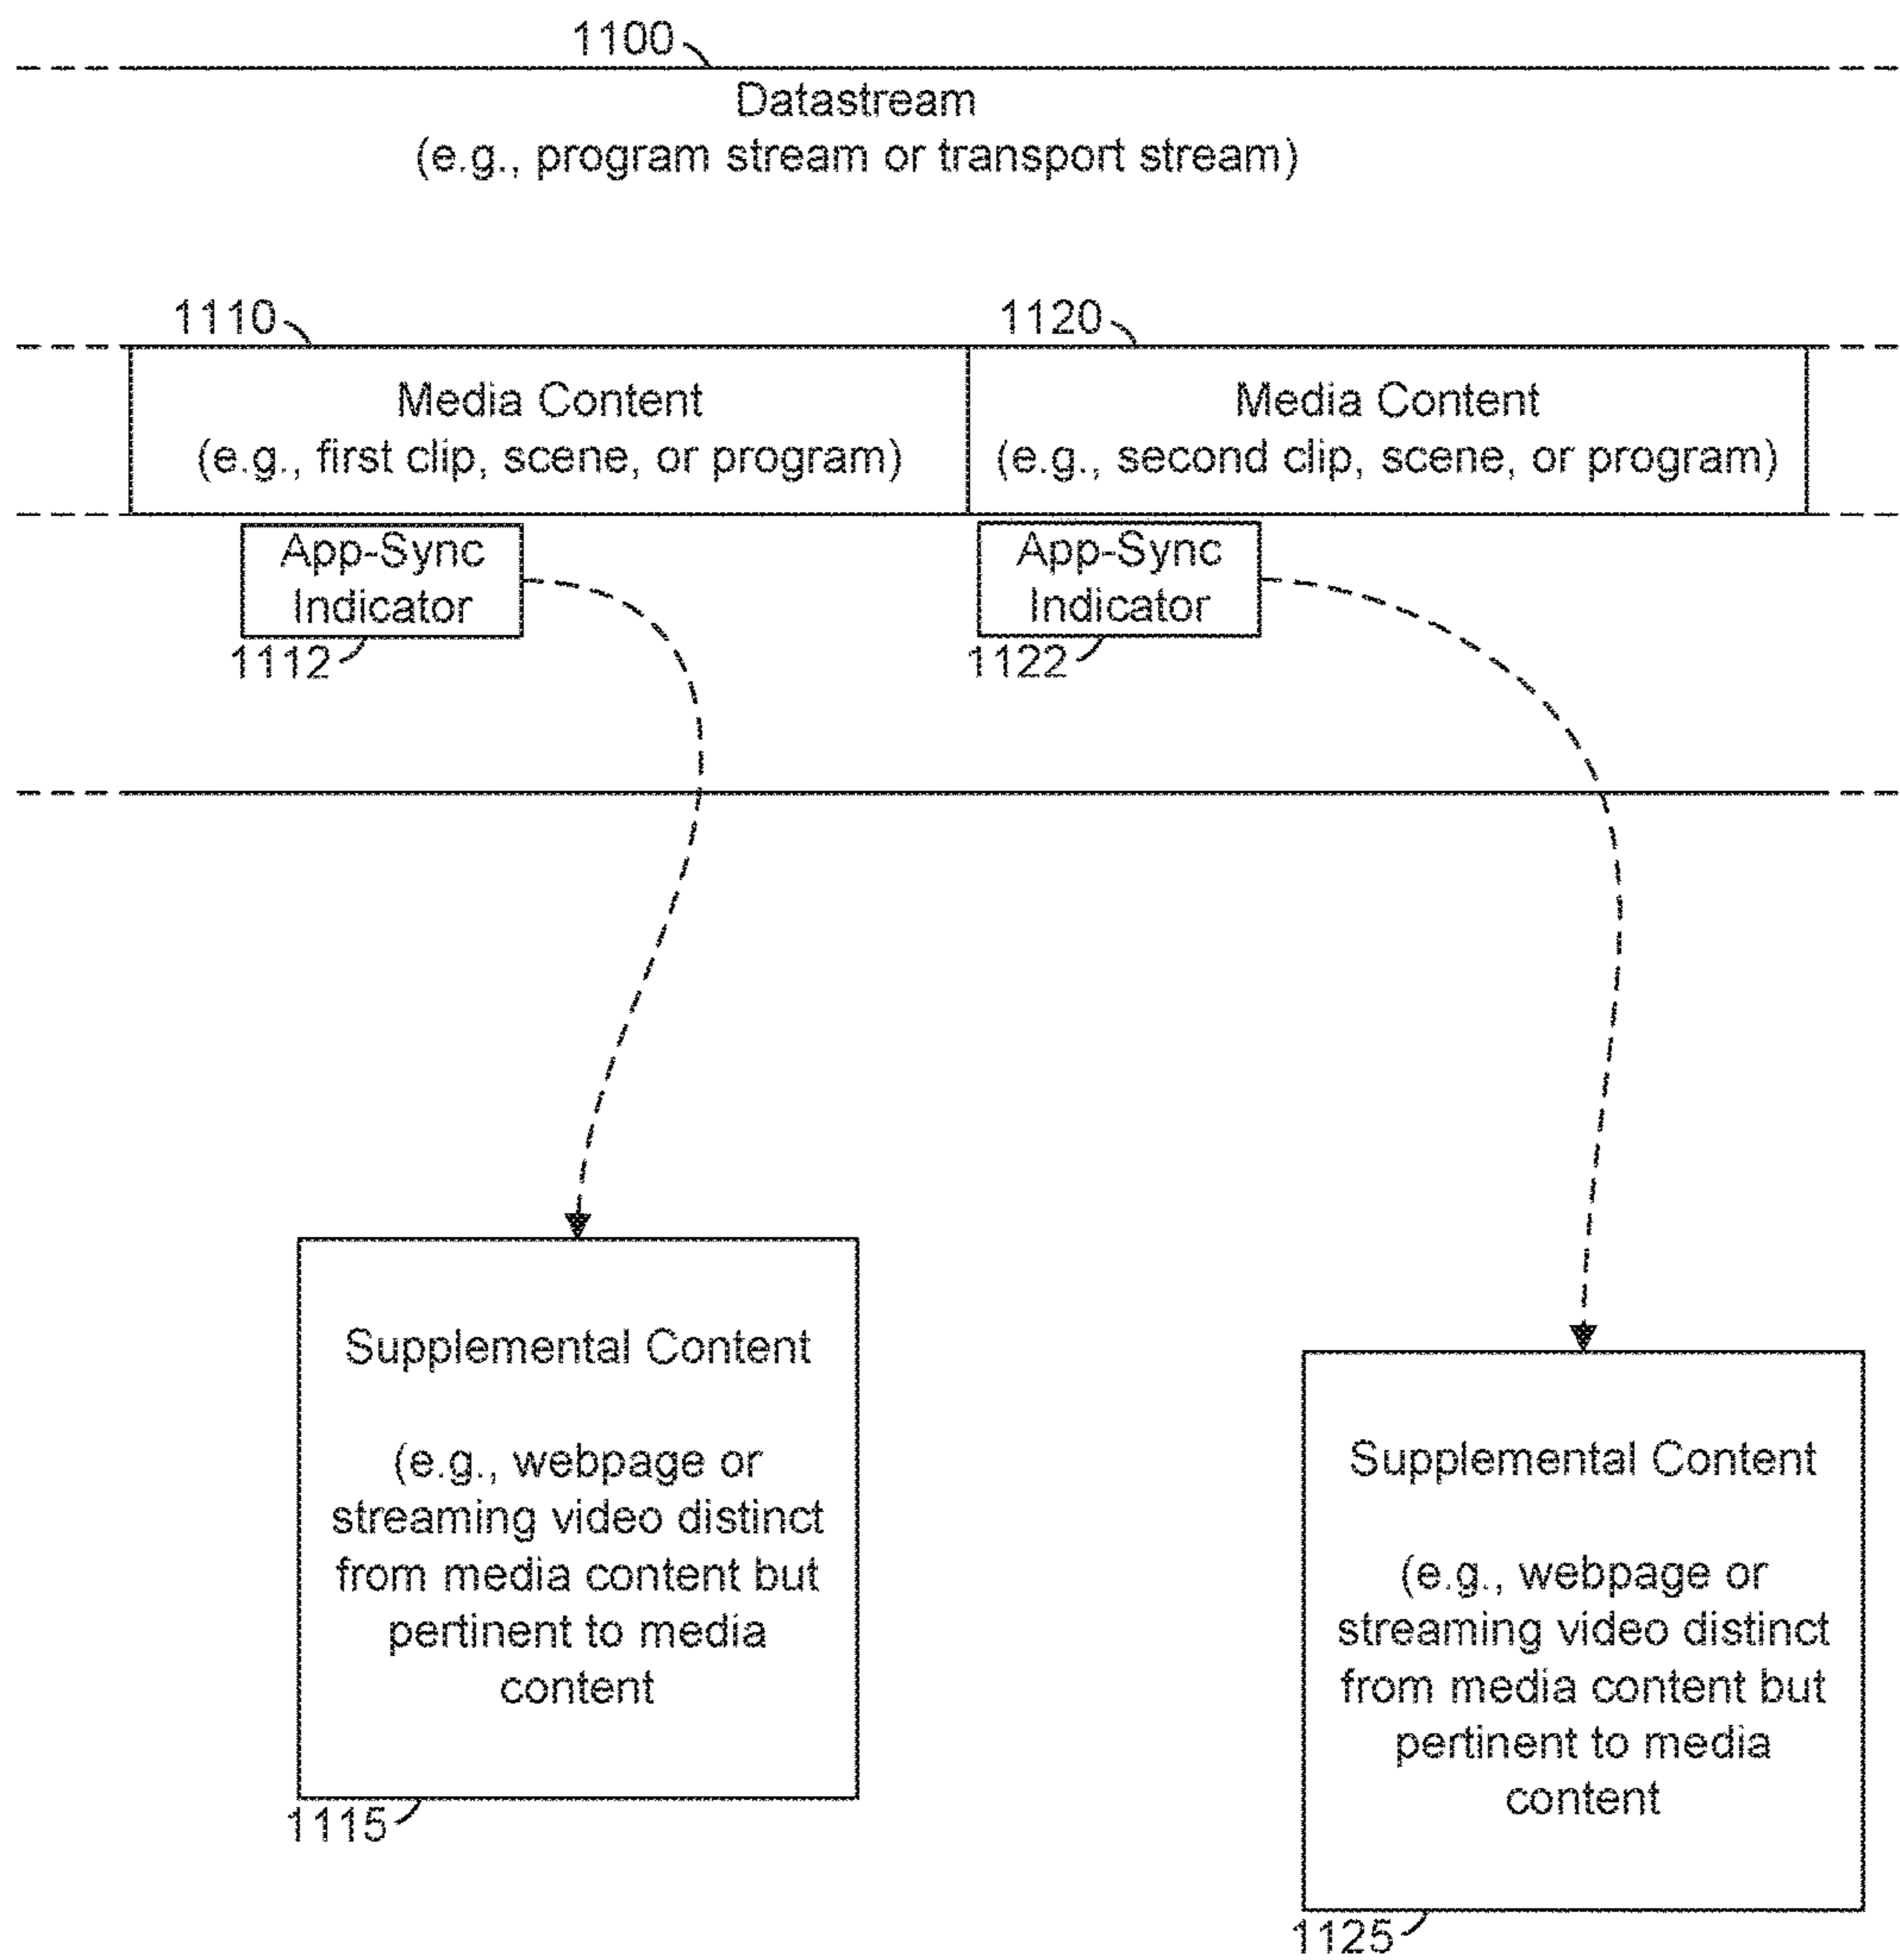 1100
Datastream
(e.g., program stream or transport stream)
1110
1120
Media Content
(e.g., first clip, scene, or program)
Media Content
(e.g., second clip, scene, or program)
App-Sync
Indicator
1112
App-Sync
Indicator
1122
Supplemental Content
(e.g., webpage or
streaming video distinct
from media content but
pertinent to media
content
1115
Supplemental Content
(e.g., webpage or
streaming video distinct
from media content but
pertinent to media
content
1125